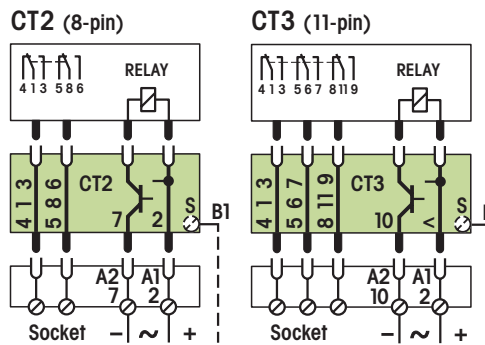 CT2 (8-pin) CT3 (11-pin)
RELAY RELAY
4 1 3 5 8 6 4 1 3 5 6 7 8 11 9
CT2 CT3
4 1 3 5 8 6 7 2 S B1 4 1 3 5 6 7 8 11 9 10 < S
A2 A1 A2 A1
7 2 10 2
Socket − ~ + Socket − ~ +